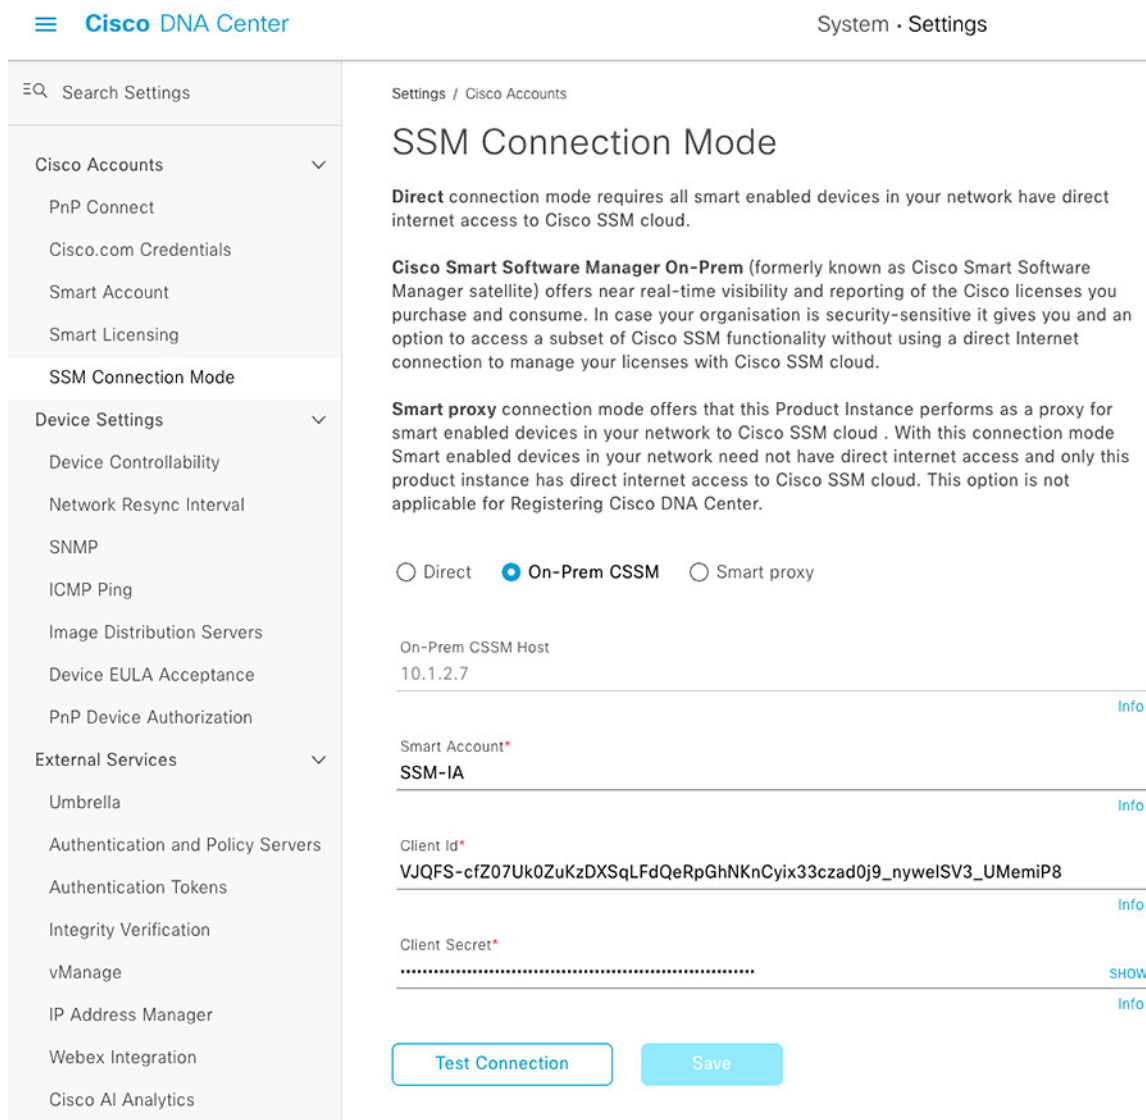 Cisco DNA Center
System · Settings
Search Settings
Cisco Accounts
PnP Connect
Cisco.com Credentials
Smart Account
Smart Licensing
SSM Connection Mode
Device Settings
Device Controllability
Network Resync Interval
SNMP
ICMP Ping
Image Distribution Servers
Device EULA Acceptance
PnP Device Authorization
External Services
Umbrella
Authentication and Policy Servers
Authentication Tokens
Integrity Verification
vManage
IP Address Manager
Webex Integration
Cisco AI Analytics
Settings / Cisco Accounts
SSM Connection Mode
Direct connection mode requires all smart enabled devices in your network have direct
internet access to Cisco SSM cloud.
Cisco Smart Software Manager On-Prem (formerly known as Cisco Smart Software
Manager satellite) offers near real-time visibility and reporting of the Cisco licenses you
purchase and consume. In case your organisation is security-sensitive it gives you and an
option to access a subset of Cisco SSM functionality without using a direct Internet
connection to manage your licenses with Cisco SSM cloud.
Smart proxy connection mode offers that this Product Instance performs as a proxy for
smart enabled devices in your network to Cisco SSM cloud . With this connection mode
Smart enabled devices in your network need not have direct internet access and only this
product instance has direct internet access to Cisco SSM cloud. This option is not
applicable for Registering Cisco DNA Center.
Direct On-Prem CSSM Smart proxy
On-Prem CSSM Host
10.1.2.7
Info
Smart Account*
SSM-IA
Info
Client Id*
VJQFS-cfZ07Uk0ZuKzDXSqLFdQeRpGhNKnCyix33czad0j9_nywelSV3_UMemiP8
Info
Client Secret*
SHOW
Info
Test Connection Save